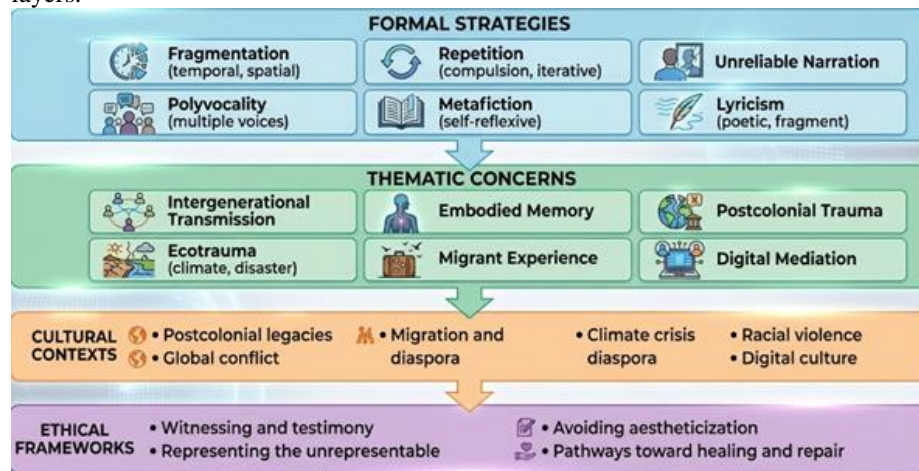 layers.
FORMAL STRATEGIES
Fragmentation
(temporal, spatial)
Repetition
(compulsion, iterative)
Unreliable Narration
Polyvocality
(multiple voices)
Metafiction
(self-reflexive)
Lyricism
(poetic, fragment)
THEMATIC CONCERNS
Intergenerational
Transmission
Embodied Memory
Postcolonial Trauma
Ecotrauma
(climate, disaster)
Migrant Experience
Digital Mediation
CULTURAL
CONTEXTS
• Postcolonial legacies
• Global conflict
• Migration and
diaspora
• Climate crisis
diaspora
• Racial violence
• Digital culture
ETHICAL
FRAMEWORKS
• Witnessing and testimony
• Representing the unrepresentable
• Avoiding aestheticization
• Pathways toward healing and repair